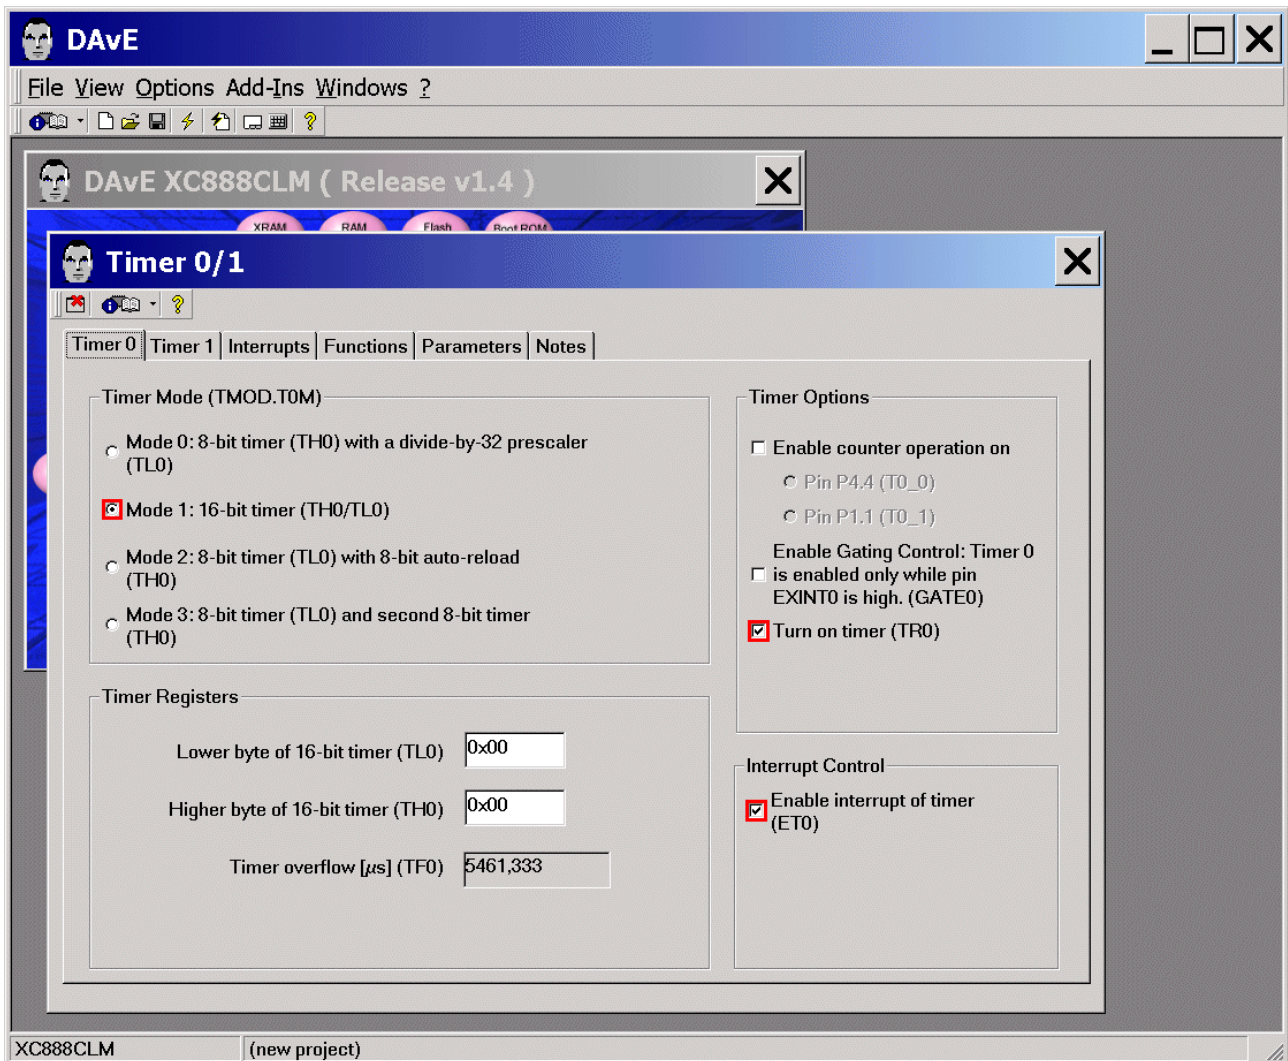 DAvE
File View Options Add-Ins Windows ?
DAvE XC888CLM ( Release v1.4 )
XRAM RAM Flash Boot ROM
Timer 0/1
Timer 0 Timer 1 Interrupts Functions Parameters Notes
Timer Mode (TMOD.T0M)
Mode 0: 8-bit timer (TH0) with a divide-by-32 prescaler
(TL0)
Mode 1: 16-bit timer (TH0/TL0)
Mode 2: 8-bit timer (TL0) with 8-bit auto-reload
(TH0)
Mode 3: 8-bit timer (TL0) and second 8-bit timer
(TH0)
Timer Registers
Lower byte of 16-bit timer (TL0) 0x00
Higher byte of 16-bit timer (TH0) 0x00
Timer overflow [µs] (TF0) 5461,333
Timer Options
Enable counter operation on
Pin P4.4 (T0_0)
Pin P1.1 (T0_1)
Enable Gating Control: Timer 0
is enabled only while pin
EXINT0 is high. (GATE0)
Turn on timer (TR0)
Interrupt Control
Enable interrupt of timer
(ET0)
XC888CLM (new project)